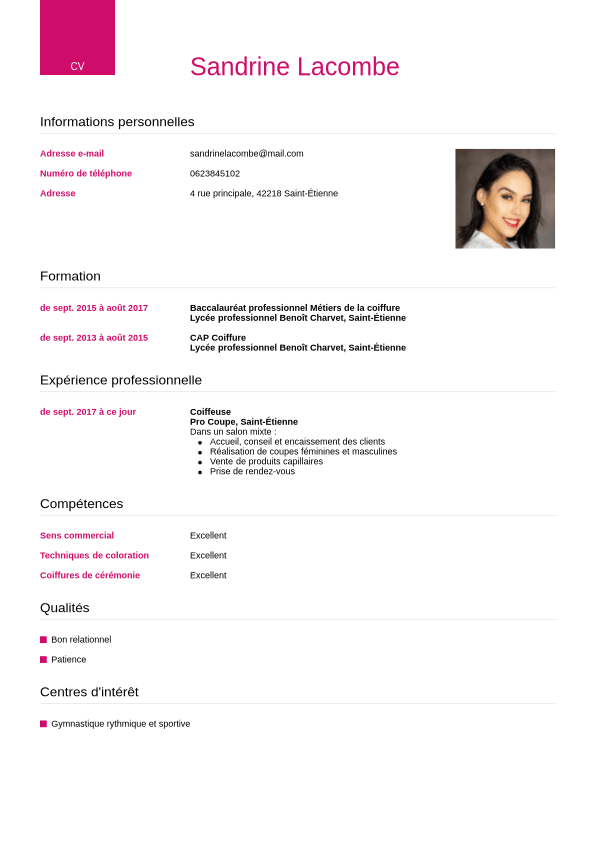 CV
Sandrine Lacombe
Informations personnelles
Adresse e-mail sandrinelacombe@mail.com
Numéro de téléphone 0623845102
Adresse 4 rue principale, 42218 Saint-Étienne
Formation
de sept. 2015 à août 2017 Baccalauréat professionnel Métiers de la coiffure
Lycée professionnel Benoît Charvet, Saint-Étienne
de sept. 2013 à août 2015 CAP Coiffure
Lycée professionnel Benoît Charvet, Saint-Étienne
Expérience professionnelle
de sept. 2017 à ce jour Coiffeuse
Pro Coupe, Saint-Étienne
Dans un salon mixte :
● Accueil, conseil et encaissement des clients
● Réalisation de coupes féminines et masculines
● Vente de produits capillaires
● Prise de rendez-vous
Compétences
Sens commercial Excellent
Techniques de coloration Excellent
Coiffures de cérémonie Excellent
Qualités
Bon relationnel
Patience
Centres d'intérêt
Gymnastique rythmique et sportive